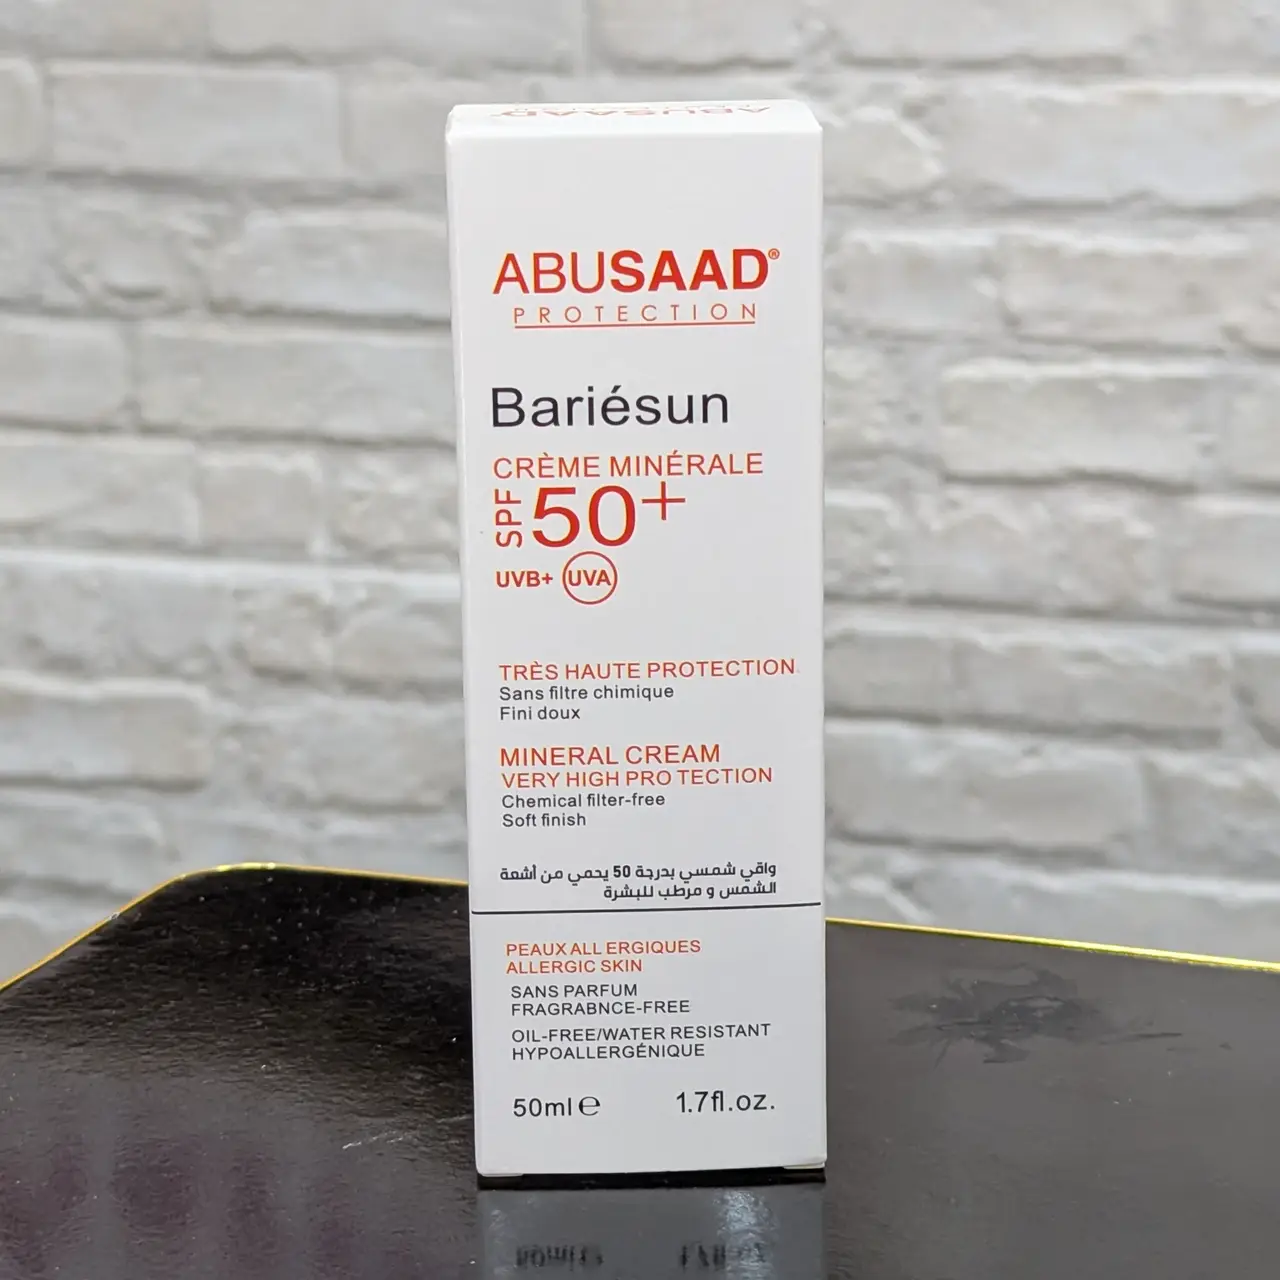 ABUSAAD®
PROTECTION
Bariésun
CRÈME MINÉRALE
SPF 50+
UVB+ UVA
TRÈS HAUTE PROTECTION
Sans filtre chimique
Fini doux
MINERAL CREAM
VERY HIGH PRO TECTION
Chemical filter-free
Soft finish
واقي شمسي بدرجة 50 يحمي من أشعة
الشمس و مرطب للبشرة
PEAUX ALL ERGIQUES
ALLERGIC SKIN
SANS PARFUM
FRAGRABNCE-FREE
OIL-FREE/WATER RESISTANT
HYPOALLERGÉNIQUE
50ml℮ 1.7fl.oz.